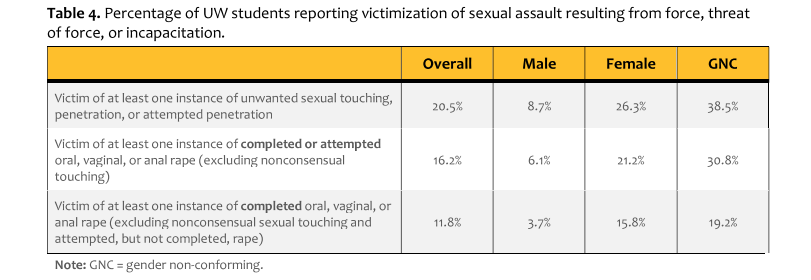 Table 4. Percentage of UW students reporting victimization of sexual assault resulting from force, threat
of force, or incapacitation.
Overall Male Female GNC
Victim of at least one instance of unwanted sexual touching,
penetration, or attempted penetration
20.5% 8.7% 26.3% 38.5%
Victim of at least one instance of completed or attempted
oral, vaginal, or anal rape (excluding nonconsensual
touching)
16.2% 6.1% 21.2% 30.8%
Victim of at least one instance of completed oral, vaginal, or
anal rape (excluding nonconsensual sexual touching and
attempted, but not completed, rape)
11.8% 3.7% 15.8% 19.2%
Note: GNC = gender non-conforming.